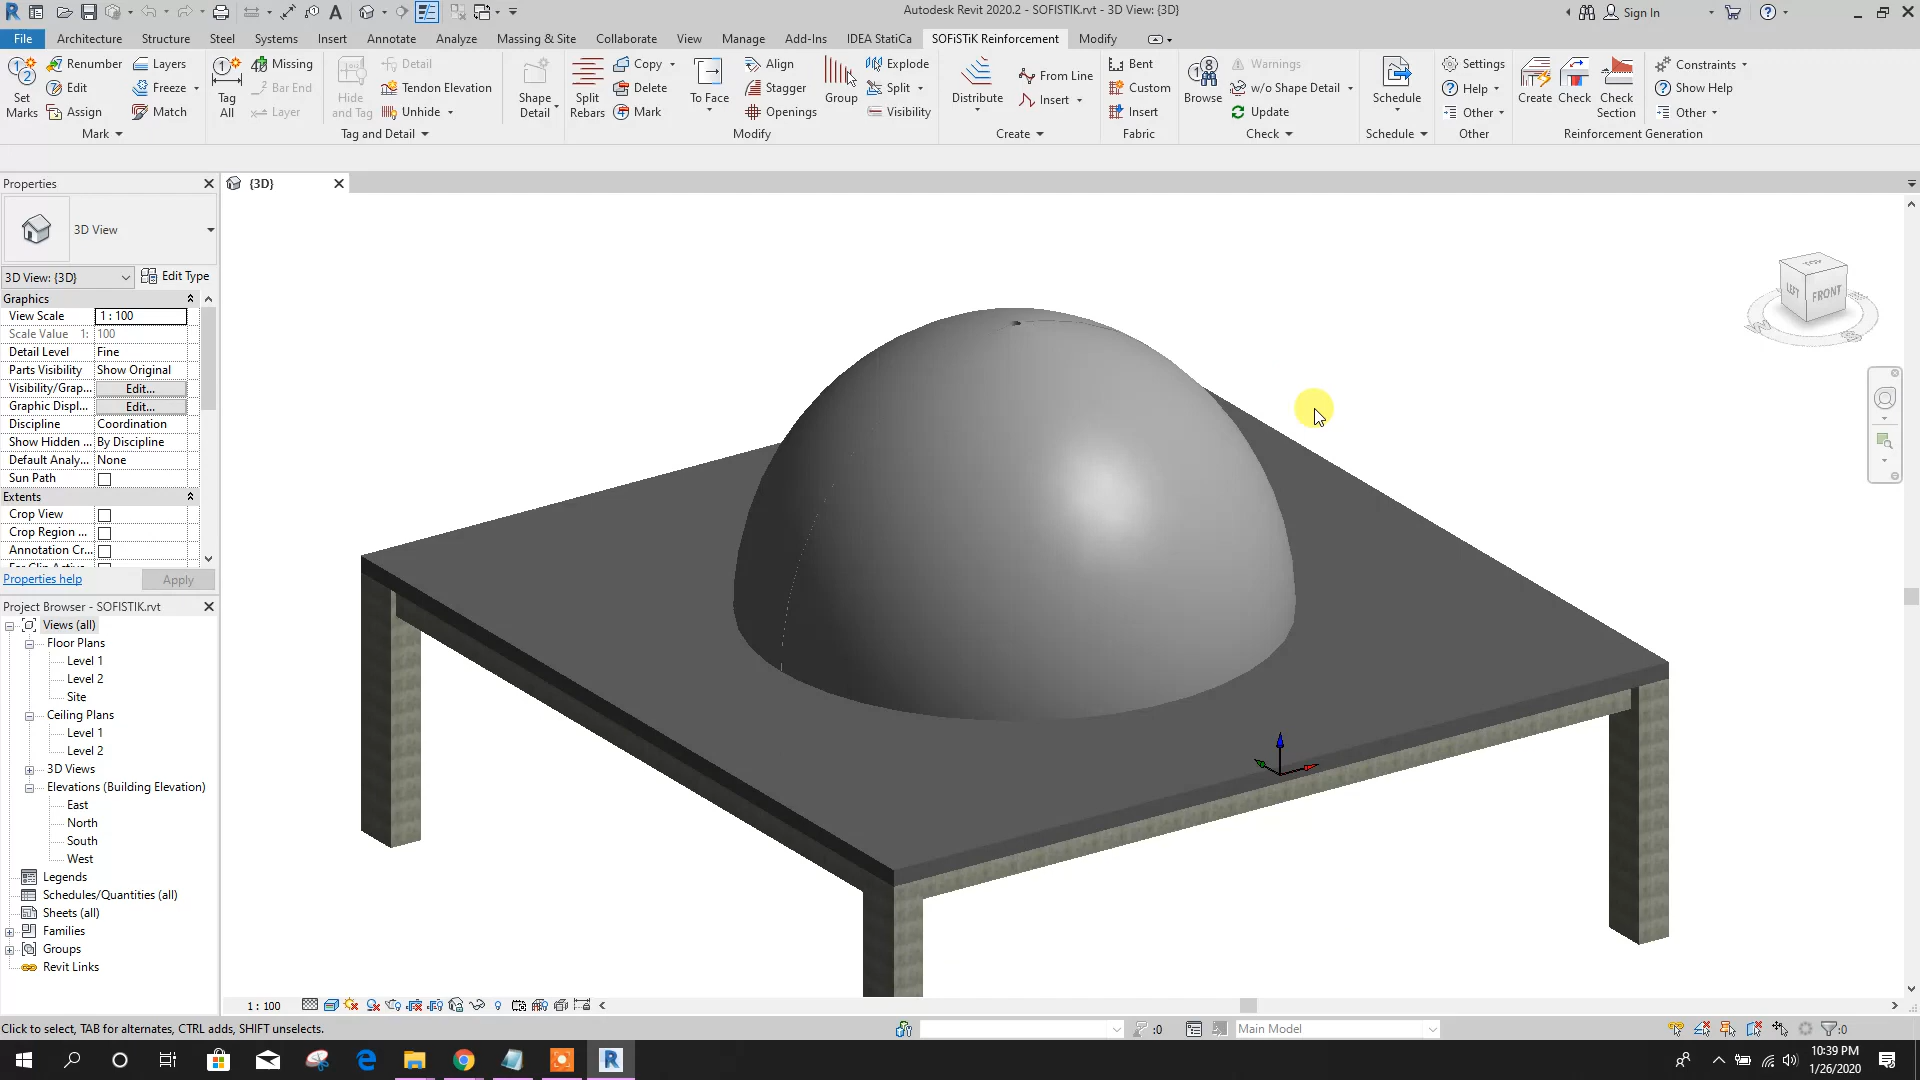 Autodesk Revit 2020.2 - SOFISTIK.rvt - 3D View: {3D}
Sign In
File Architecture Structure Steel Systems Insert Annotate Analyze Massing & Site Collaborate View Manage Add-Ins IDEA StatiCa SOFiSTiK Reinforcement Modify
Set Marks
Renumber
Edit
Assign
Layers
Freeze
Match
Mark
Tag All
Missing
Bar End
Layer
Hide and Tag
Detail
Tendon Elevation
Unhide
Tag and Detail
Shape Detail
Split Rebars
Copy
Delete
Mark
To Face
Align
Stagger
Openings
Group
Explode
Split
Visibility
Modify
Distribute
From Line
Insert
Create
Bent
Custom
Insert
Fabric
Browse
Warnings
w/o Shape Detail
Update
Check
Schedule
Schedule
Settings
Help
Other
Other
Create
Check
Check Section
Constraints
Show Help
Other
Reinforcement Generation
Properties
{3D}
3D View
3D View: {3D}
Edit Type
Graphics
View Scale 1 : 100
Scale Value 1: 100
Detail Level Fine
Parts Visibility Show Original
Visibility/Grap... Edit...
Graphic Displ... Edit...
Discipline Coordination
Show Hidden ... By Discipline
Default Analy... None
Sun Path
Extents
Crop View
Crop Region ...
Annotation Cr...
Properties help
Apply
Project Browser - SOFISTIK.rvt
Views (all)
Floor Plans
Level 1
Level 2
Site
Ceiling Plans
Level 1
Level 2
3D Views
Elevations (Building Elevation)
East
North
South
West
Legends
Schedules/Quantities (all)
Sheets (all)
Families
Groups
Revit Links
TOP
LEFT
FRONT
1 : 100
Click to select, TAB for alternates, CTRL adds, SHIFT unselects.
:0
Main Model
:0
10:39 PM
1/26/2020